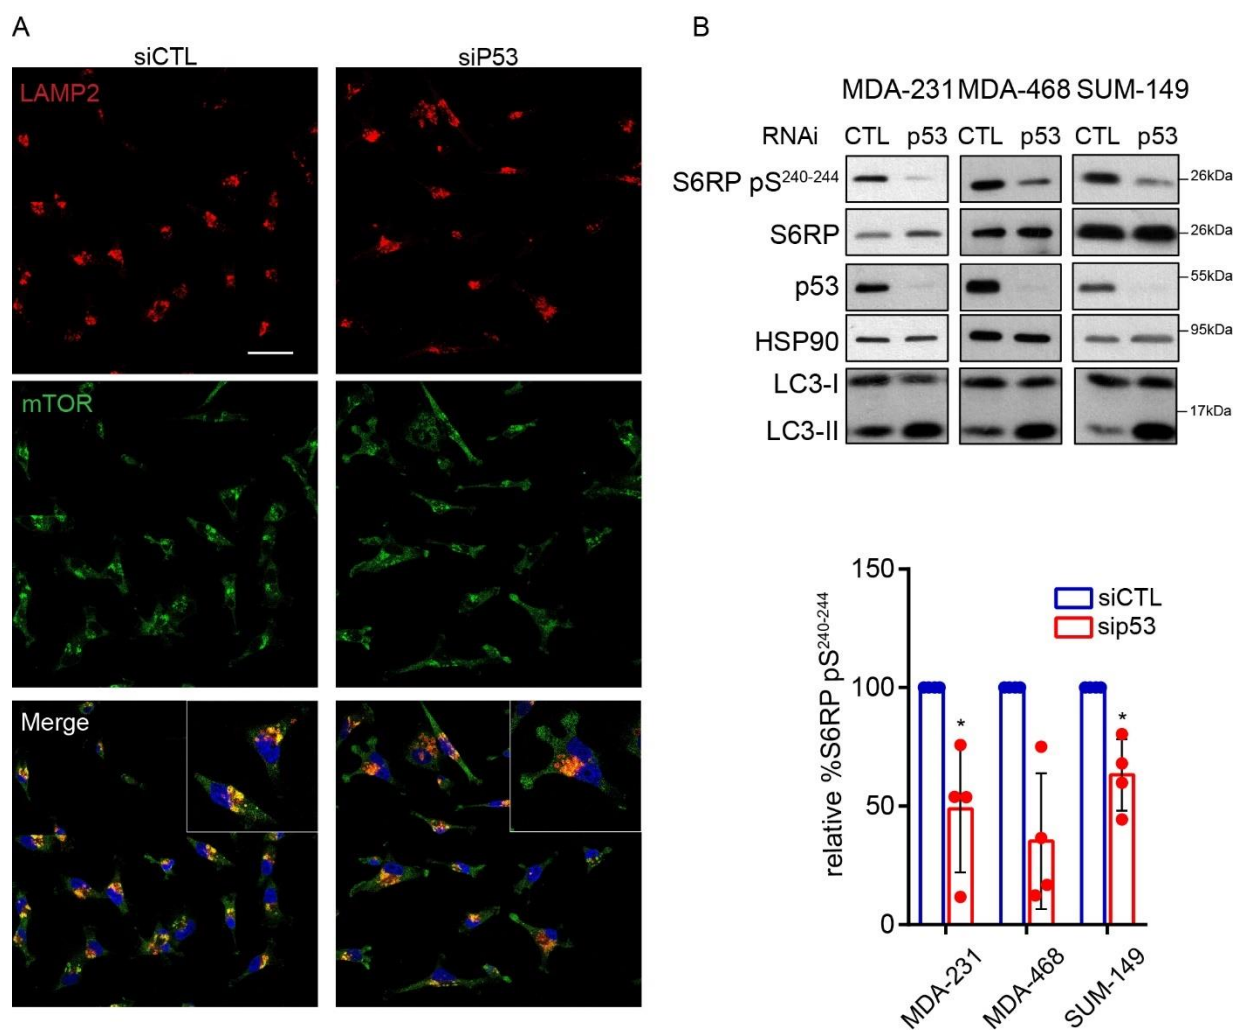 A
siCTL
siP53
LAMP2
mTOR
Merge
B
MDA-231 MDA-468 SUM-149
RNAi CTL p53 CTL p53 CTL p53
S6RP pS240-244
26kDa
S6RP
26kDa
p53
55kDa
HSP90
95kDa
LC3-I
17kDa
LC3-II
relative %S6RP pS240-244
150
100
50
0
siCTL
sip53
*
*
MDA-231
MDA-468
SUM-149